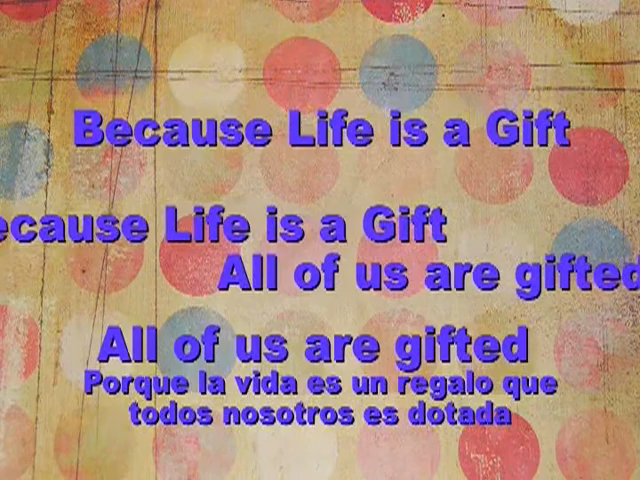 Because Life is a Gift
ecause Life is a Gift
All of us are gifted
All of us are gifted
Porque la vida es un regalo que
todos nosotros es dotada